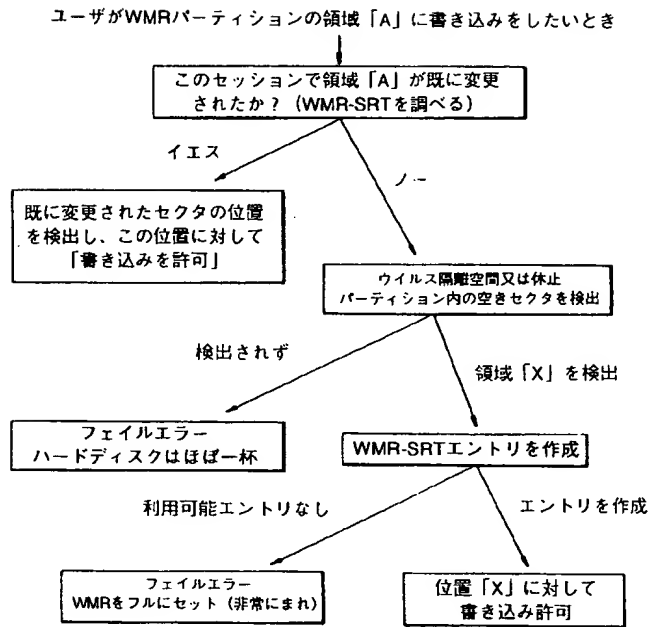 ユーザがWMRパーティションの領域「A」に書き込みをしたいとき
このセッションで領域「A」が既に変更
されたか？（WMR-SRTを調べる）
イエス
ノー
既に変更されたセクタの位置
を検出し、この位置に対して
「書き込みを許可」
ウイルス隔離空間又は休止
パーティション内の空きセクタを検出
検出されず
領域「X」を検出
フェイルエラー
ハードディスクはほぼ一杯
WMR-SRTエントリを作成
利用可能エントリなし
エントリを作成
フェイルエラー
WMRをフルにセット（非常にまれ）
位置「X」に対して
書き込み許可